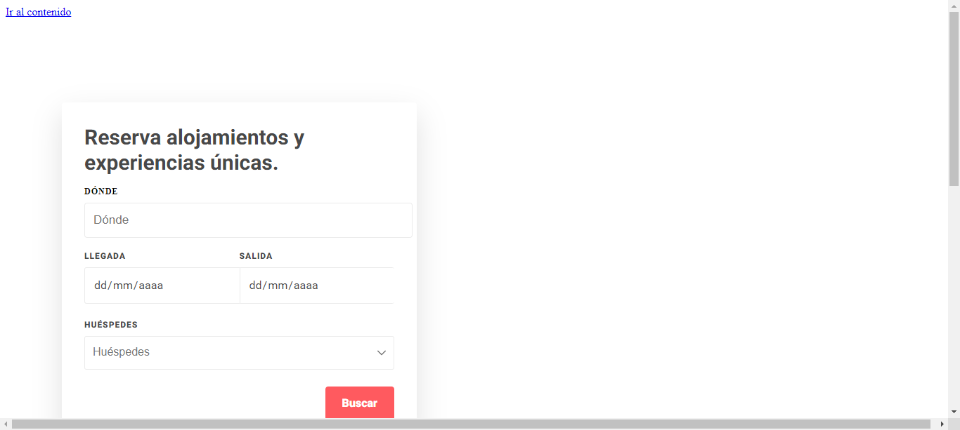 Ir al contenido
Reserva alojamientos y
experiencias únicas.
DÓNDE
Dónde
LLEGADA SALIDA
dd/mm/aaaa dd/mm/aaaa
HUÉSPEDES
Huéspedes
Buscar